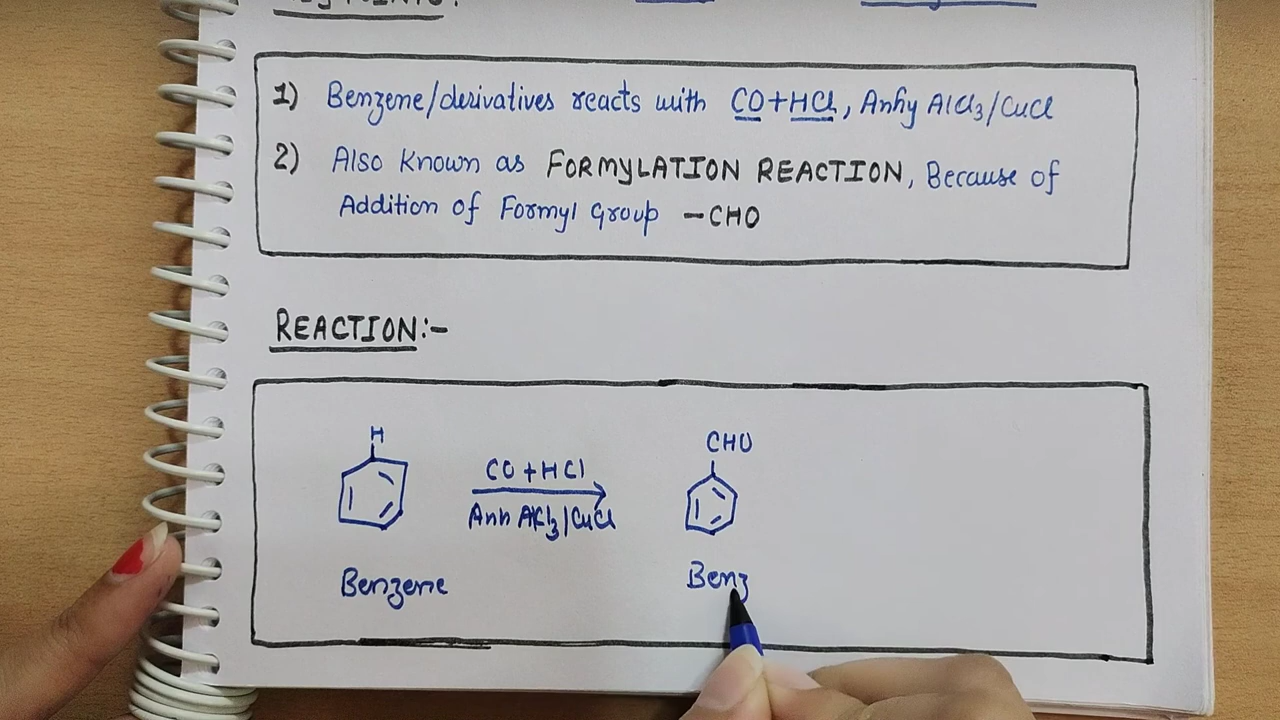 1) Benzene/derivatives reacts with CO+HCl, Anhy AlCl3/CuCl
2) Also Known as FORMYLATION REACTION, Because of
Addition of Formyl Group -CHO
REACTION:-
H
CHO
CO+HCl
Anh AlCl3/CuCl
Benzene
Benz